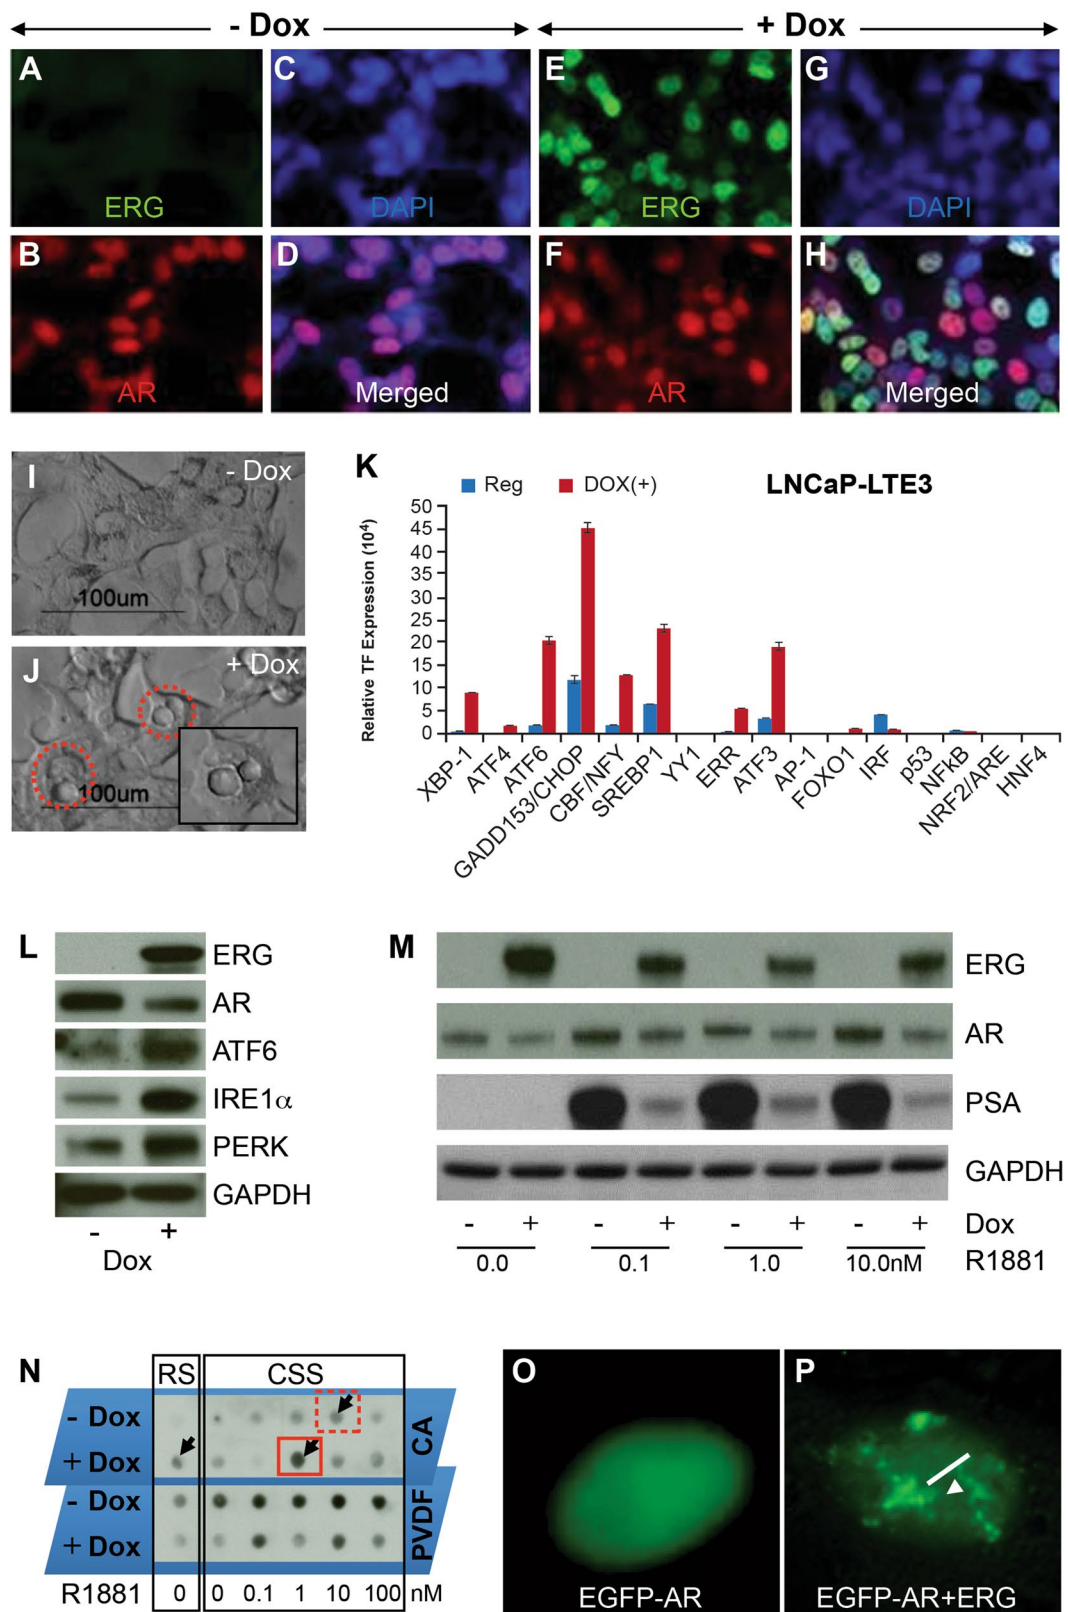 - Dox + Dox
A C E G
ERG DAPI ERG DAPI
B D F H
AR Merged AR Merged
I - Dox
100um
J + Dox
100um
K LNCaP-LTE3
Reg DOX(+)
Relative TF Expression (10⁴)
50
45
40
35
30
25
20
15
10
5
0
XBP-1 ATF4 ATF6 GADD153/CHOP CBF/NFY SREBP1 YY1 ERR ATF3 AP-1 FOXO1 IRF p53 NFkB NRF2/ARE HNF4
L
ERG
AR
ATF6
IRE1α
PERK
GAPDH
- +
Dox
M
ERG
AR
PSA
GAPDH
- + - + - + - + Dox
0.0 0.1 1.0 10.0nM R1881
N RS CSS
- Dox
+ Dox
CA
- Dox
+ Dox
PVDF
R1881 0 0 0.1 1 10 100 nM
O EGFP-AR
P EGFP-AR+ERG